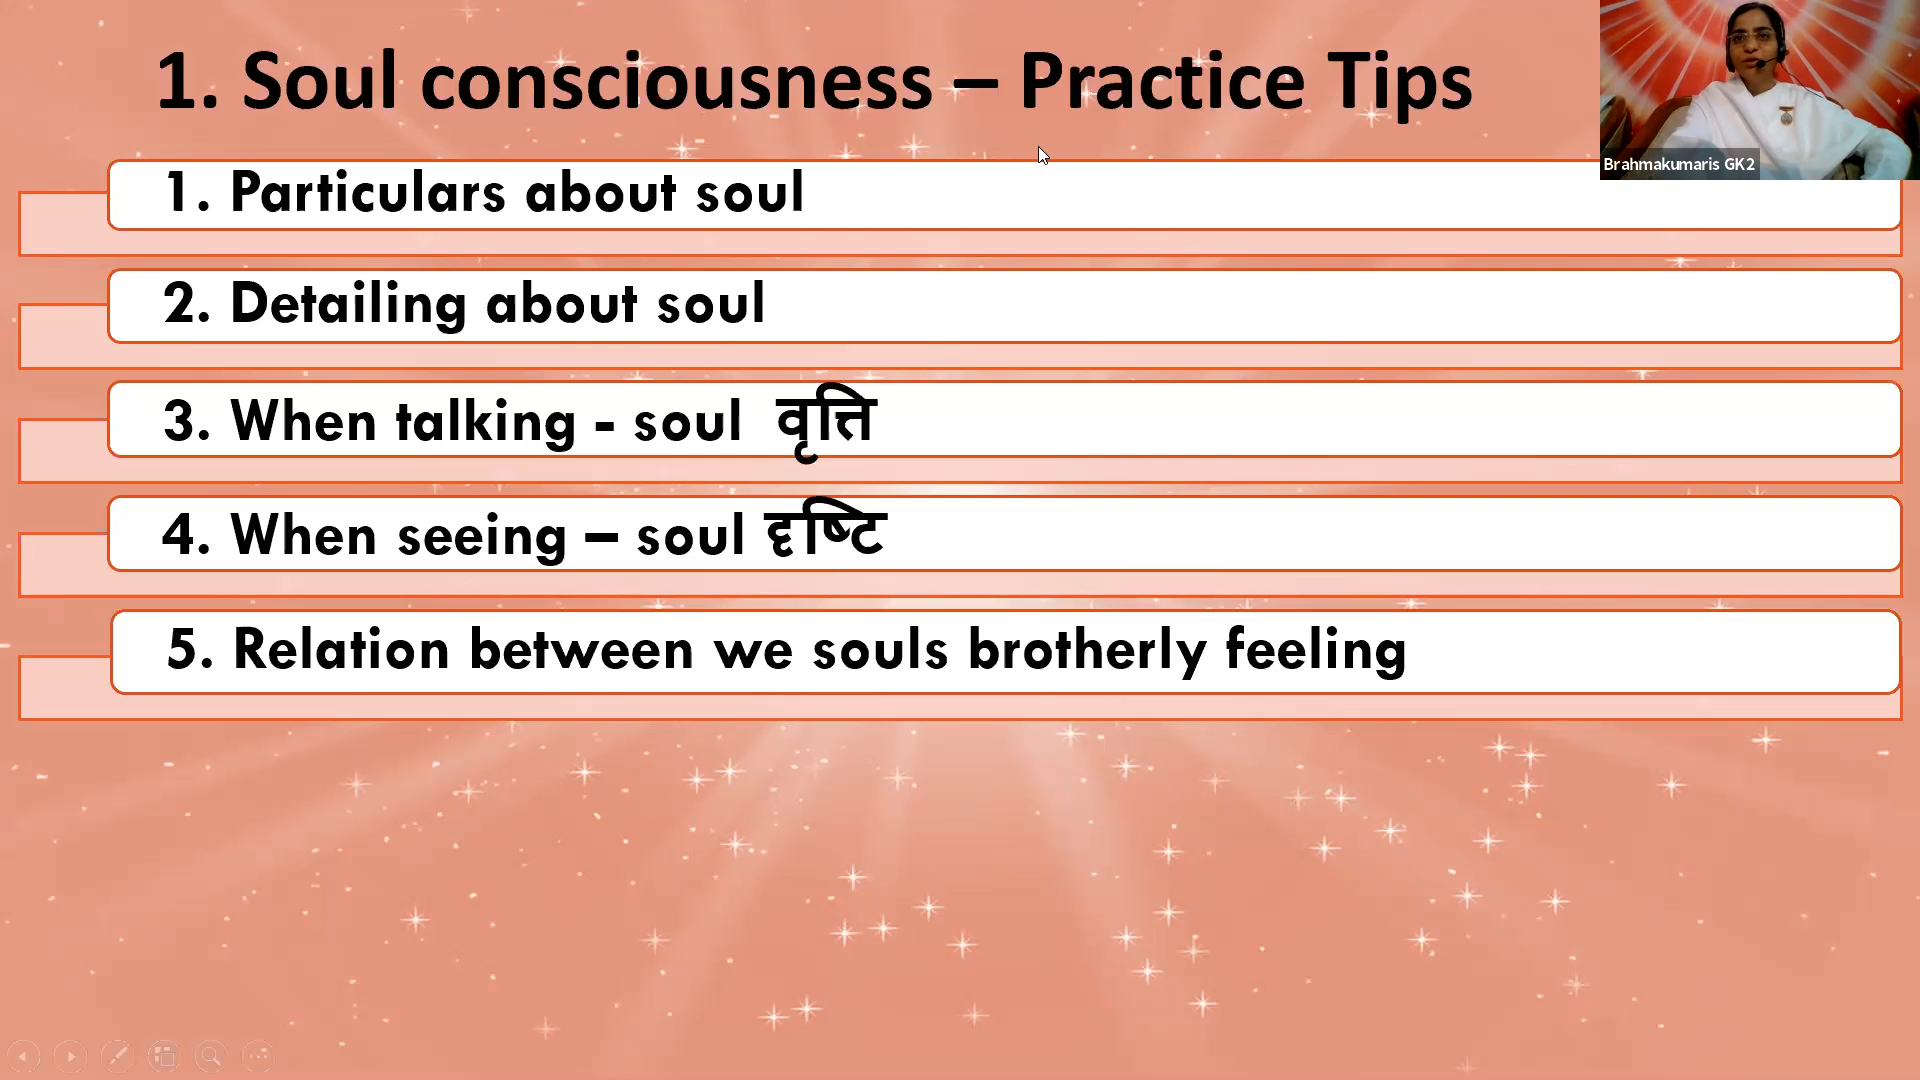 1. Soul consciousness – Practice Tips
Brahmakumaris GK2
1. Particulars about soul
2. Detailing about soul
3. When talking - soul वृत्ति
4. When seeing – soul दृष्टि
5. Relation between we souls brotherly feeling